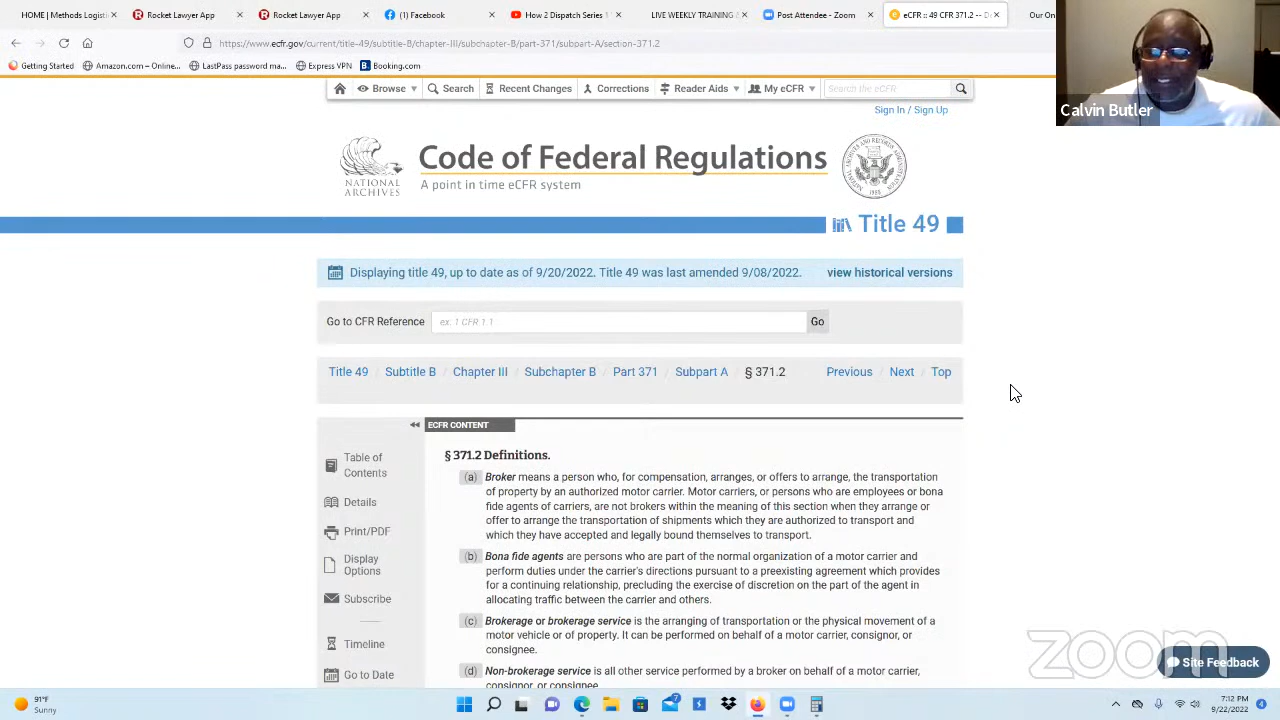 HOME | Methods Logistic
Rocket Lawyer App
Rocket Lawyer App
(1) Facebook
How 2 Dispatch Series 1
LIVE WEEKLY TRAINING &
Post Attendee - Zoom
eCFR :: 49 CFR 371.2 -- De
Our On
https://www.ecfr.gov/current/title-49/subtitle-B/chapter-III/subchapter-B/part-371/subpart-A/section-371.2
Getting Started
Amazon.com – Online...
LastPass password ma...
Express VPN
Booking.com
Browse
Search
Recent Changes
Corrections
Reader Aids
My eCFR
Search the eCFR
Sign In / Sign Up
Calvin Butler
NATIONAL
ARCHIVES
Code of Federal Regulations
A point in time eCFR system
Title 49
Displaying title 49, up to date as of 9/20/2022. Title 49 was last amended 9/08/2022.
view historical versions
Go to CFR Reference
ex. 1 CFR 1.1
Go
Title 49 / Subtitle B / Chapter III / Subchapter B / Part 371 / Subpart A / § 371.2
Previous / Next / Top
ECFR CONTENT
Table of
Contents
Details
Print/PDF
Display
Options
Subscribe
Timeline
Go to Date
§ 371.2 Definitions.
(a) Broker means a person who, for compensation, arranges, or offers to arrange, the transportation
of property by an authorized motor carrier. Motor carriers, or persons who are employees or bona
fide agents of carriers, are not brokers within the meaning of this section when they arrange or
offer to arrange the transportation of shipments which they are authorized to transport and
which they have accepted and legally bound themselves to transport.
(b) Bona fide agents are persons who are part of the normal organization of a motor carrier and
perform duties under the carrier's directions pursuant to a preexisting agreement which provides
for a continuing relationship, precluding the exercise of discretion on the part of the agent in
allocating traffic between the carrier and others.
(c) Brokerage or brokerage service is the arranging of transportation or the physical movement of a
motor vehicle or of property. It can be performed on behalf of a motor carrier, consignor, or
consignee.
(d) Non-brokerage service is all other service performed by a broker on behalf of a motor carrier,
consignor, or consignee.
zoom
Site Feedback
91°F
Sunny
7
7:12 PM
9/22/2022
4